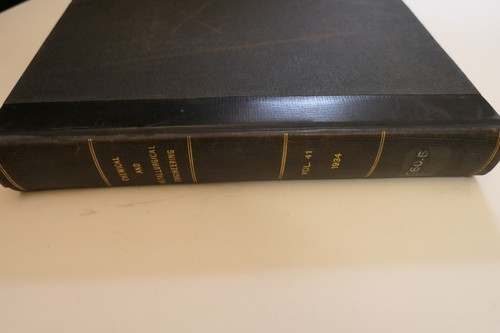 CHEMICAL
AND
METALLURGICAL
ENGINEERING
VOL. 41
1934